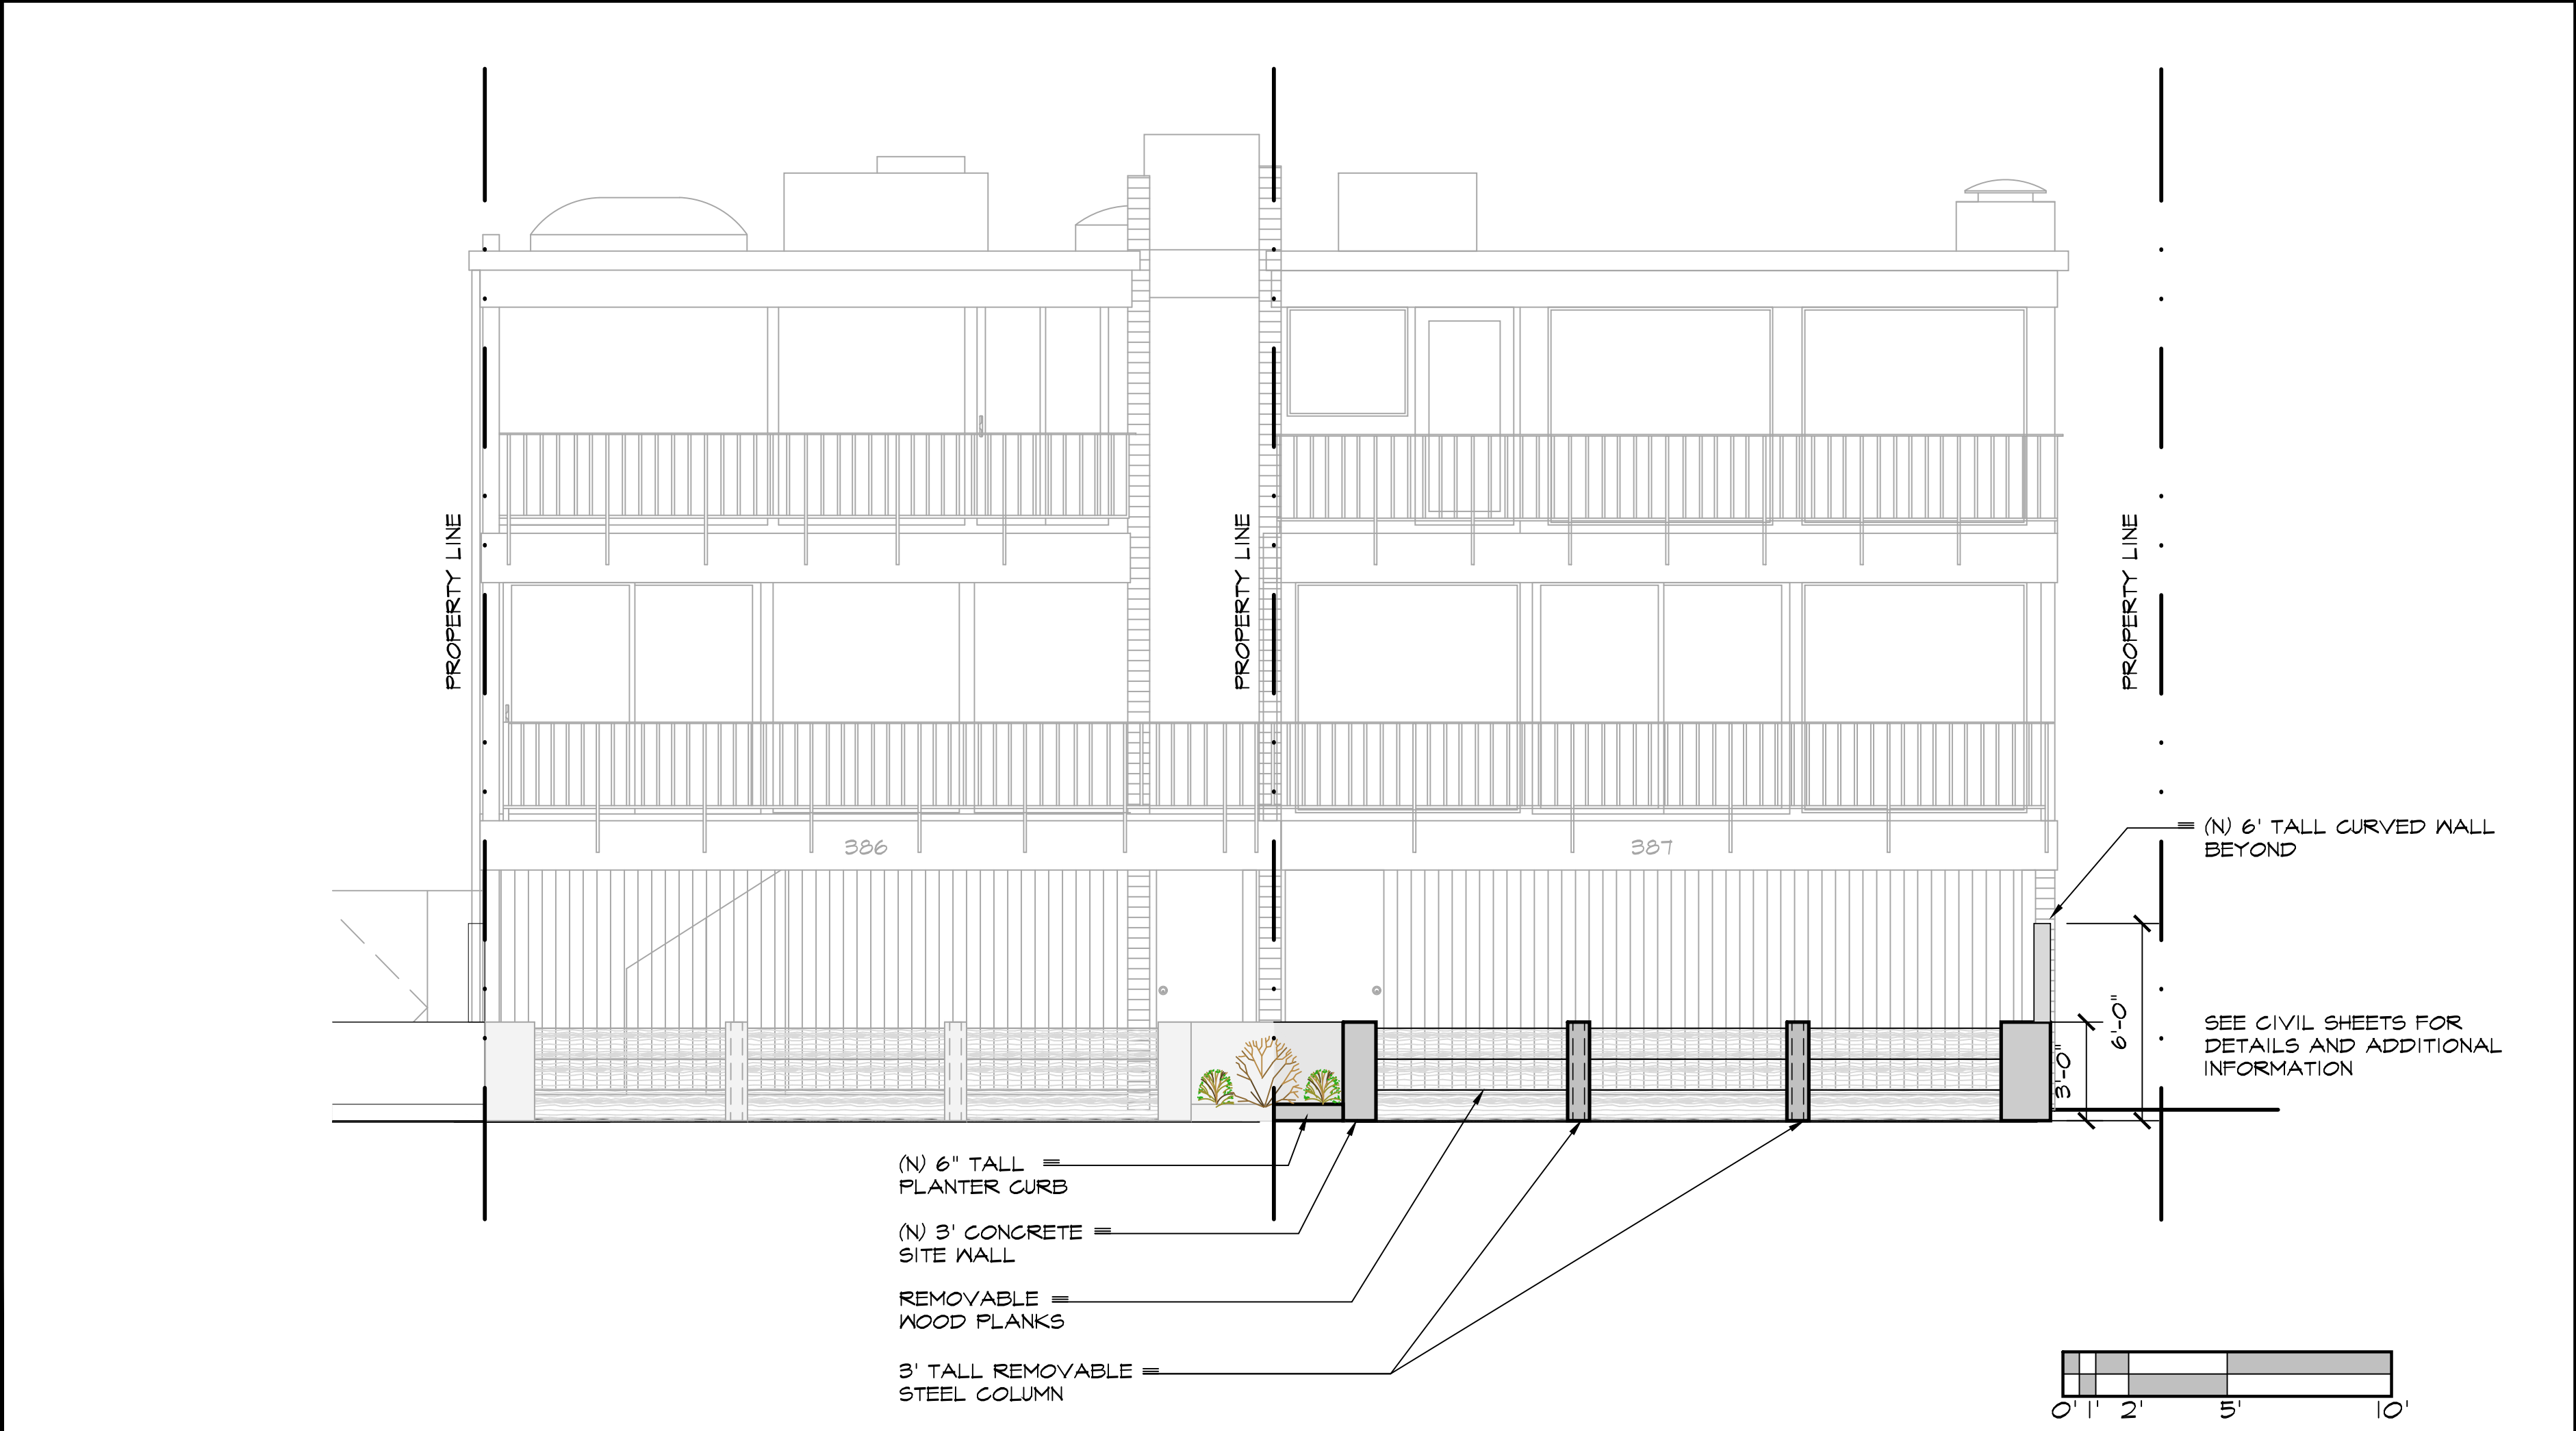 PROPERTY LINE
PROPERTY LINE
PROPERTY LINE
386
387
(N) 6' TALL CURVED WALL
BEYOND
6'-0"
3'-0"
SEE CIVIL SHEETS FOR
DETAILS AND ADDITIONAL
INFORMATION
(N) 6" TALL
PLANTER CURB
(N) 3' CONCRETE
SITE WALL
REMOVABLE
WOOD PLANKS
3' TALL REMOVABLE
STEEL COLUMN
0' 1' 2' 5' 10'